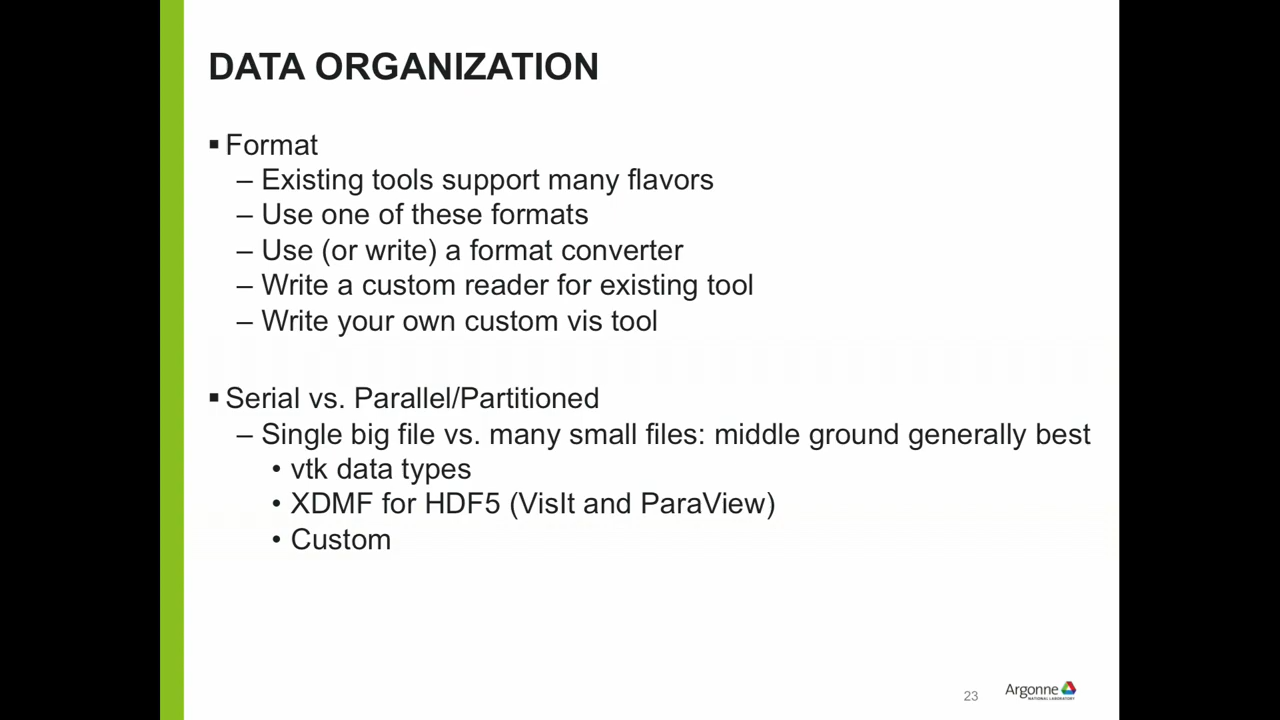 DATA ORGANIZATION
▪ Format
– Existing tools support many flavors
– Use one of these formats
– Use (or write) a format converter
– Write a custom reader for existing tool
– Write your own custom vis tool
▪ Serial vs. Parallel/Partitioned
– Single big file vs. many small files: middle ground generally best
• vtk data types
• XDMF for HDF5 (VisIt and ParaView)
• Custom
23
Argonne
NATIONAL LABORATORY